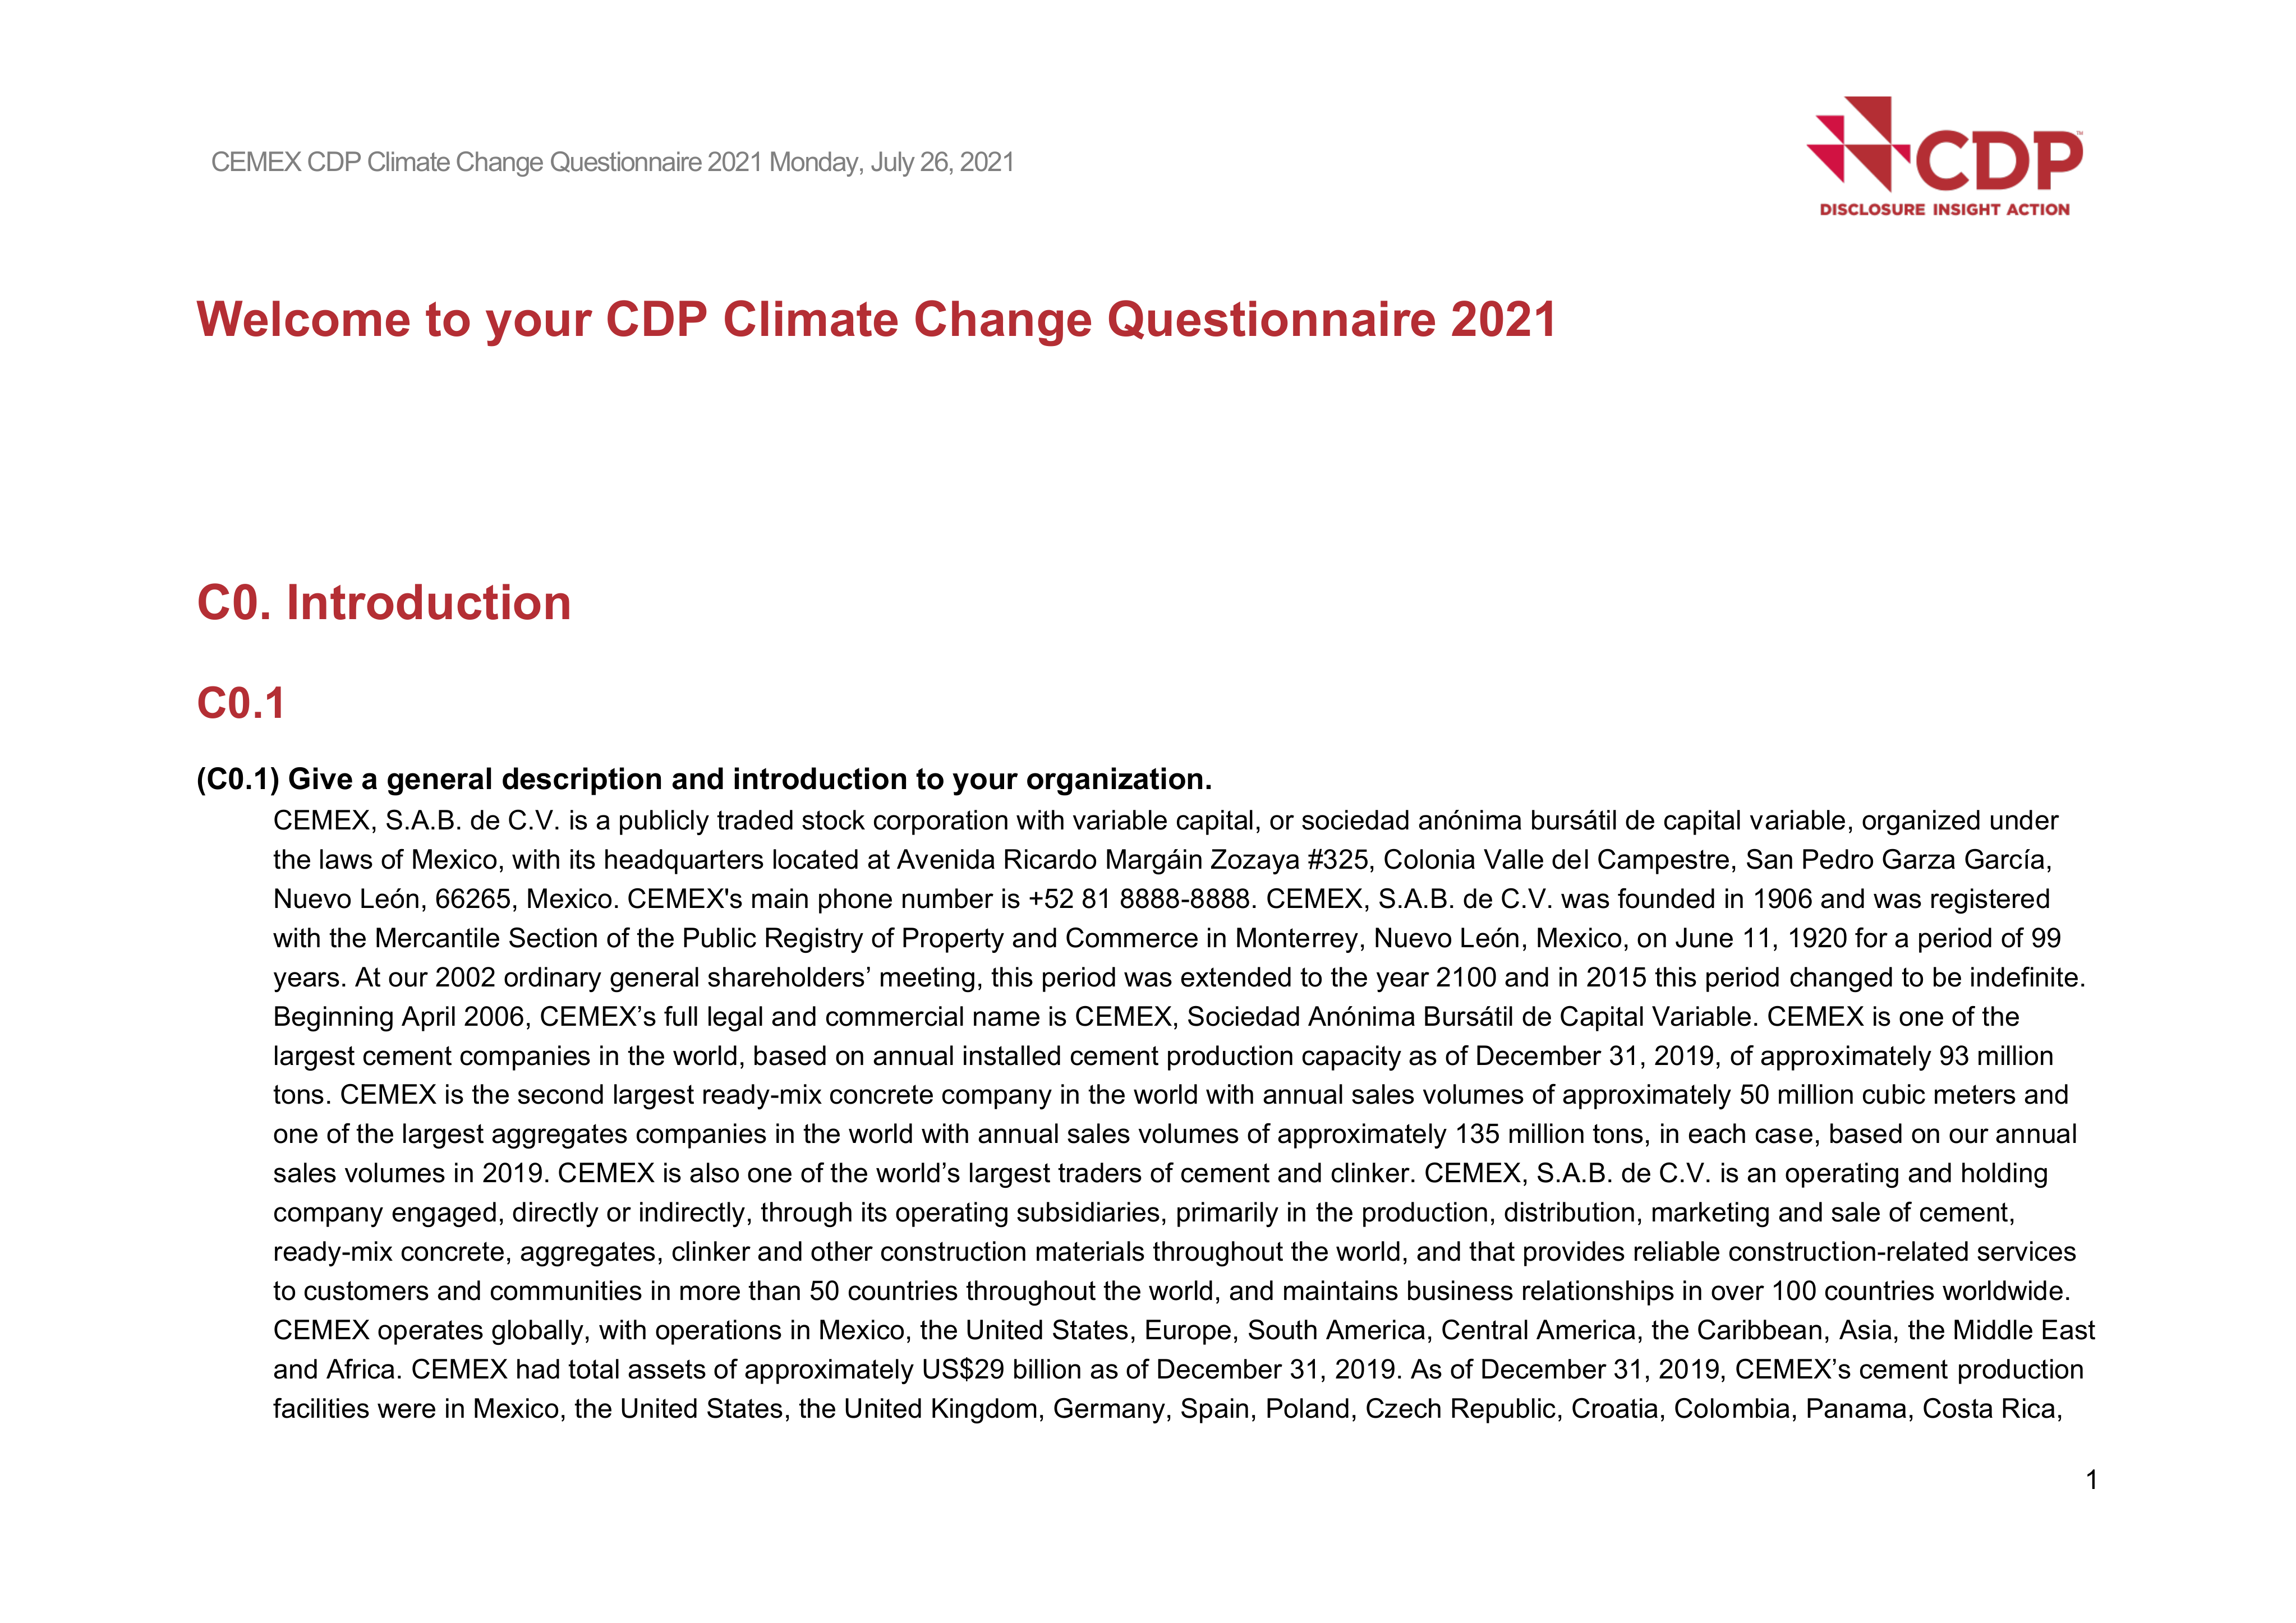 CEMEX CDP Climate Change Questionnaire 2021 Monday, July 26, 2021
CDP™
DISCLOSURE INSIGHT ACTION
Welcome to your CDP Climate Change Questionnaire 2021
C0. Introduction
C0.1
(C0.1) Give a general description and introduction to your organization.
CEMEX, S.A.B. de C.V. is a publicly traded stock corporation with variable capital, or sociedad anónima bursátil de capital variable, organized under
the laws of Mexico, with its headquarters located at Avenida Ricardo Margáin Zozaya #325, Colonia Valle del Campestre, San Pedro Garza García,
Nuevo León, 66265, Mexico. CEMEX's main phone number is +52 81 8888-8888. CEMEX, S.A.B. de C.V. was founded in 1906 and was registered
with the Mercantile Section of the Public Registry of Property and Commerce in Monterrey, Nuevo León, Mexico, on June 11, 1920 for a period of 99
years. At our 2002 ordinary general shareholders’ meeting, this period was extended to the year 2100 and in 2015 this period changed to be indefinite.
Beginning April 2006, CEMEX’s full legal and commercial name is CEMEX, Sociedad Anónima Bursátil de Capital Variable. CEMEX is one of the
largest cement companies in the world, based on annual installed cement production capacity as of December 31, 2019, of approximately 93 million
tons. CEMEX is the second largest ready-mix concrete company in the world with annual sales volumes of approximately 50 million cubic meters and
one of the largest aggregates companies in the world with annual sales volumes of approximately 135 million tons, in each case, based on our annual
sales volumes in 2019. CEMEX is also one of the world’s largest traders of cement and clinker. CEMEX, S.A.B. de C.V. is an operating and holding
company engaged, directly or indirectly, through its operating subsidiaries, primarily in the production, distribution, marketing and sale of cement,
ready-mix concrete, aggregates, clinker and other construction materials throughout the world, and that provides reliable construction-related services
to customers and communities in more than 50 countries throughout the world, and maintains business relationships in over 100 countries worldwide.
CEMEX operates globally, with operations in Mexico, the United States, Europe, South America, Central America, the Caribbean, Asia, the Middle East
and Africa. CEMEX had total assets of approximately US$29 billion as of December 31, 2019. As of December 31, 2019, CEMEX’s cement production
facilities were in Mexico, the United States, the United Kingdom, Germany, Spain, Poland, Czech Republic, Croatia, Colombia, Panama, Costa Rica,
1